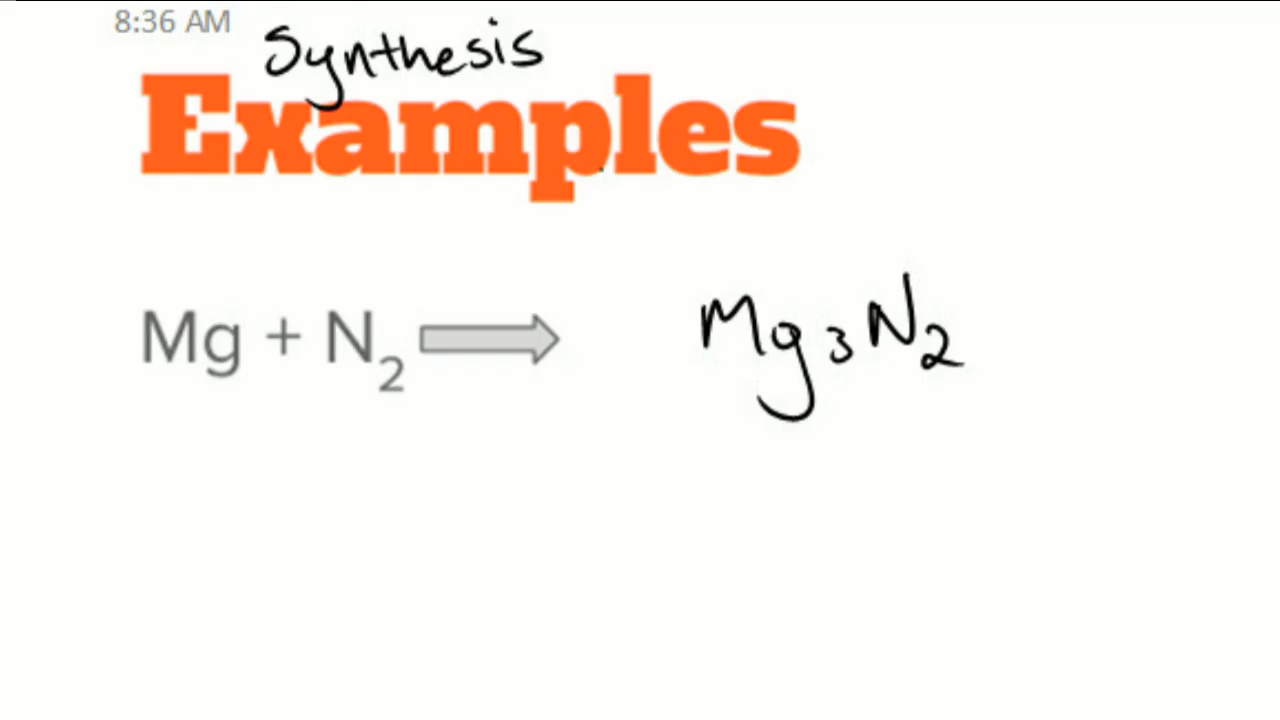 8:36 AM
Synthesis
Examples
Mg + N₂ ⇨ Mg₃N₂